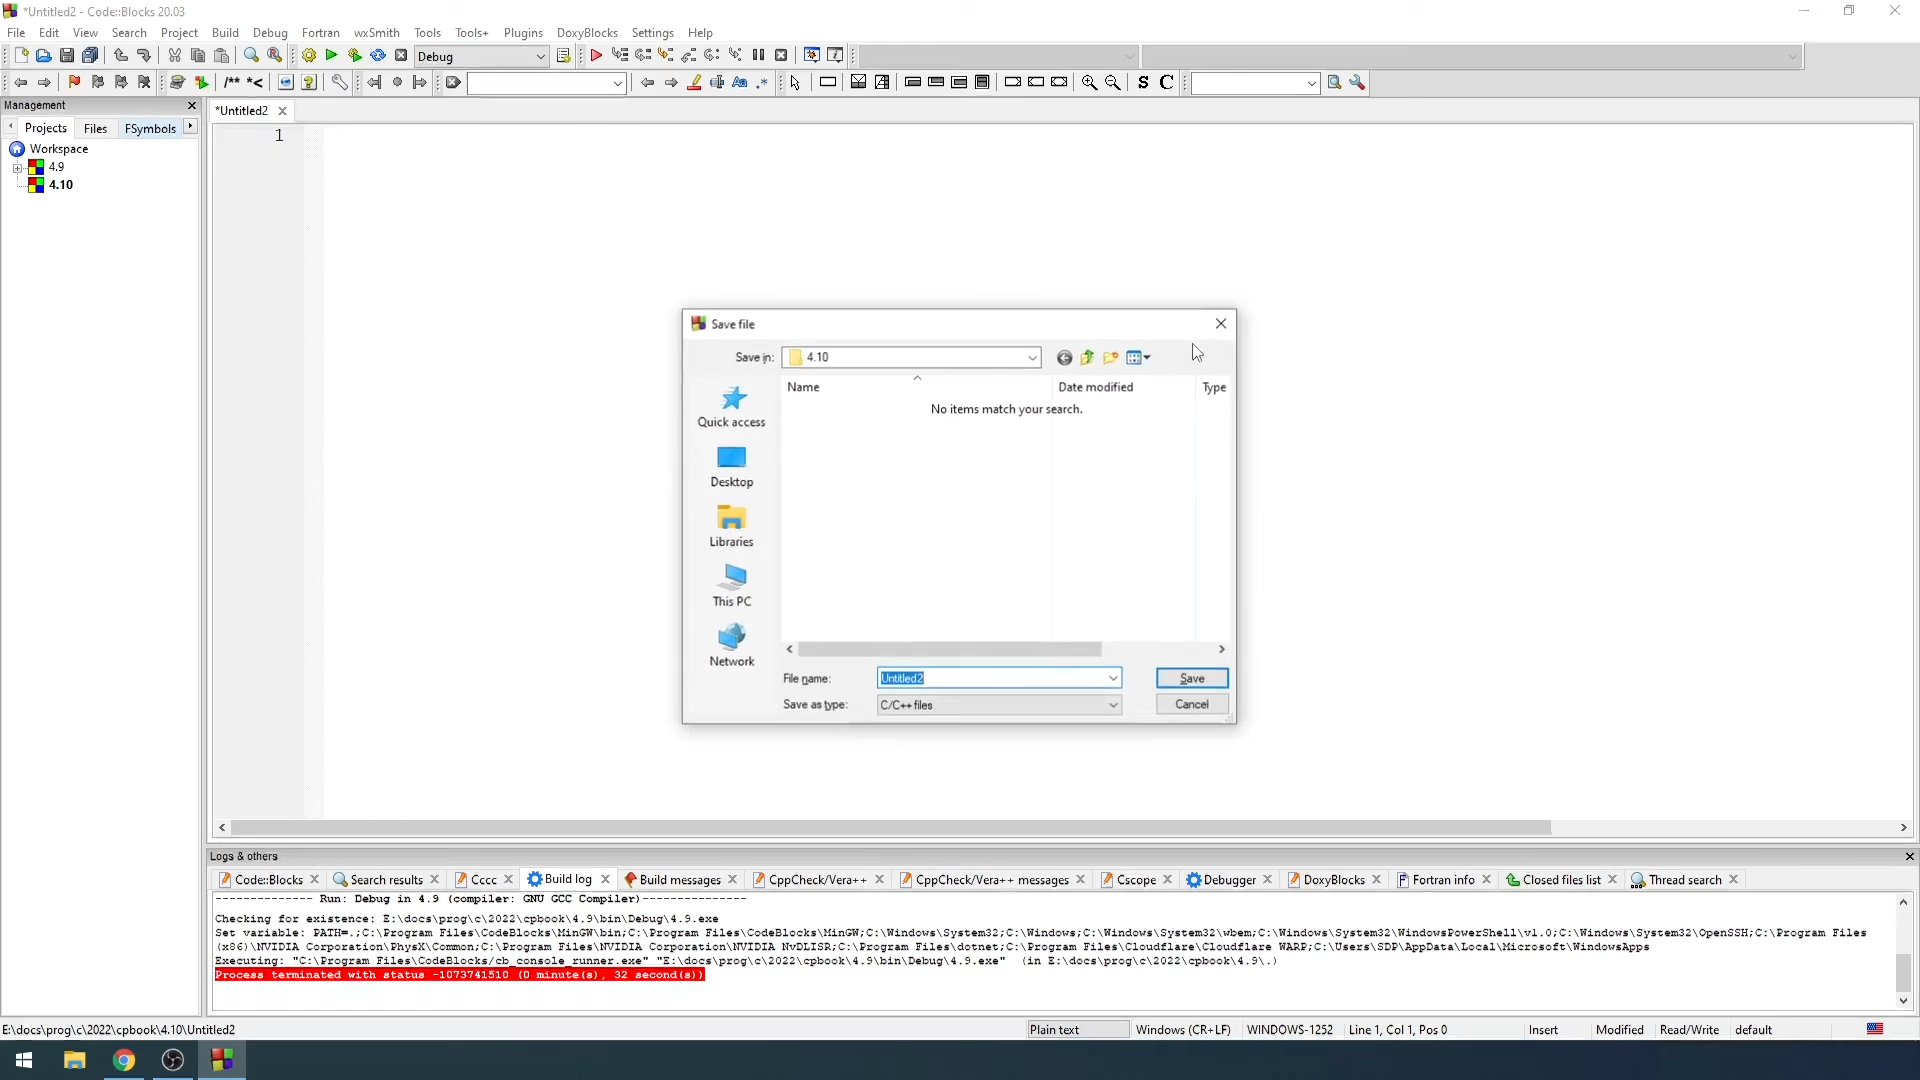 *Untitled2 - Code::Blocks 20.03
File Edit View Search Project Build Debug Fortran wxSmith Tools Tools+ Plugins DoxyBlocks Settings Help
Debug
/** *<
S C
Management
*Untitled2
Projects Files FSymbols
1
Workspace
4.9
4.10
Save file
Save in: 4.10
Name Date modified Type
No items match your search.
Quick access
Desktop
Libraries
This PC
Network
File name: Untitled2 Save
Save as type: C/C++ files Cancel
Logs & others
Code::Blocks Search results Cccc Build log Build messages CppCheck/Vera++ CppCheck/Vera++ messages Cscope Debugger DoxyBlocks Fortran info Closed files list Thread search
-------------- Run: Debug in 4.9 (compiler: GNU GCC Compiler)---------------
Checking for existence: E:\docs\prog\c\2022\cpbook\4.9\bin\Debug\4.9.exe
Set variable: PATH=.;C:\Program Files\CodeBlocks\MinGW\bin;C:\Program Files\CodeBlocks\MinGW;C:\Windows\System32;C:\Windows;C:\Windows\System32\wbem;C:\Windows\System32\WindowsPowerShell\v1.0;C:\Windows\System32\OpenSSH;C:\Program Files
(x86)\NVIDIA Corporation\PhysX\Common;C:\Program Files\NVIDIA Corporation\NVIDIA NvDLISR;C:\Program Files\dotnet;C:\Program Files\Cloudflare\Cloudflare WARP;C:\Users\SDP\AppData\Local\Microsoft\WindowsApps
Executing: "C:\Program Files\CodeBlocks/cb_console_runner.exe" "E:\docs\prog\c\2022\cpbook\4.9\bin\Debug\4.9.exe"  (in E:\docs\prog\c\2022\cpbook\4.9\.)
Process terminated with status -1073741510 (0 minute(s), 32 second(s))
E:\docs\prog\c\2022\cpbook\4.10\Untitled2 Plain text Windows (CR+LF) WINDOWS-1252 Line 1, Col 1, Pos 0 Insert Modified Read/Write default